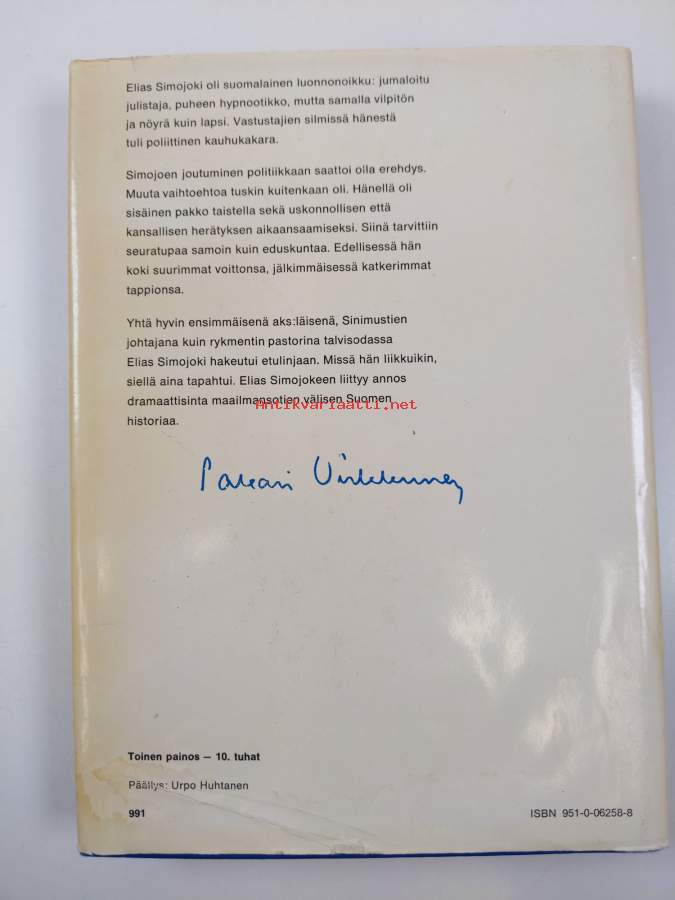 Elias Simojoki oli suomalainen luonnonoikku: jumaloitu
julistaja, puheen hypnootikko, mutta samalla vilpitön
ja nöyrä kuin lapsi. Vastustajien silmissä hänestä
tuli poliittinen kauhukakara.
Simojoen joutuminen politiikkaan saattoi olla erehdys.
Muuta vaihtoehtoa tuskin kuitenkaan oli. Hänellä oli
sisäinen pakko taistella sekä uskonnollisen että
kansallisen herätyksen aikaansaamiseksi. Siinä tarvittiin
seuratupaa samoin kuin eduskuntaa. Edellisessä hän
koki suurimmat voittonsa, jälkimmäisessä katkerimmat
tappionsa.
Yhtä hyvin ensimmäisenä aks:läisenä, Sinimustien
johtajana kuin rykmentin pastorina talvisodassa
Elias Simojoki hakeutui etulinjaan. Missä hän liikkuikin,
siellä aina tapahtui. Elias Simojokeen liittyy annos
dramaattisinta maailmansotien välisen Suomen
Antikvariaatti.net
historiaa.
Pakari Virkkunen
Toinen painos – 10. tuhat
Päällys: Urpo Huhtanen
991
ISBN 951-0-06258-8